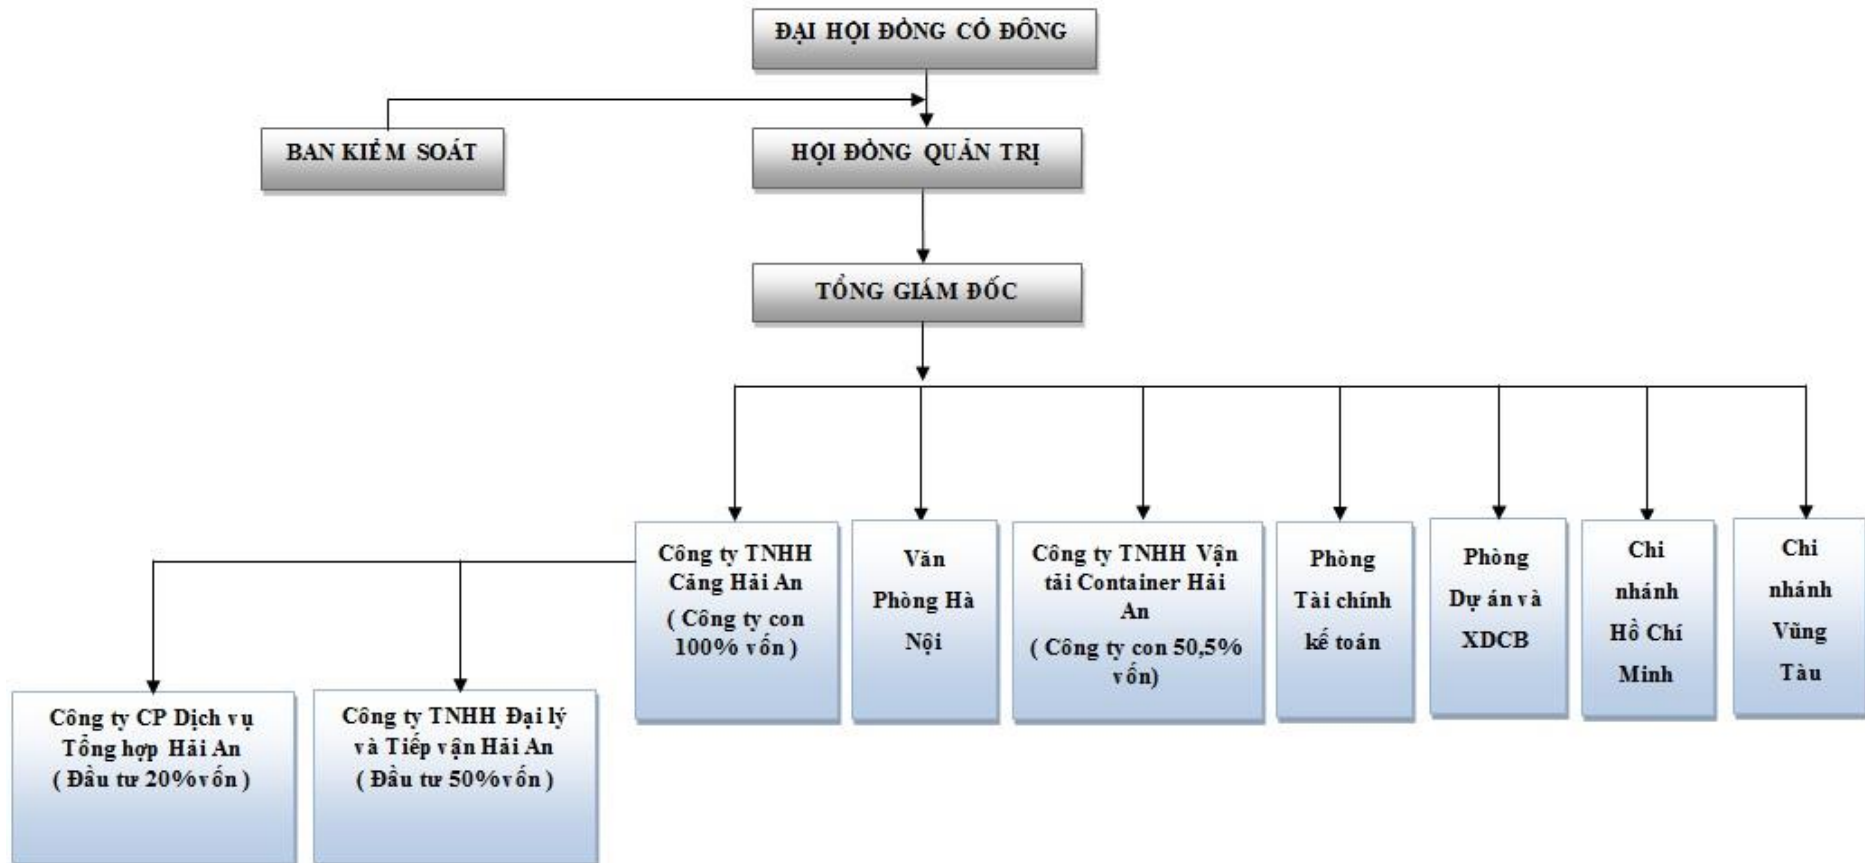 ĐẠI HỘI ĐỒNG CỔ ĐÔNG
BAN KIỂM SOÁT
HỘI ĐỒNG QUẢN TRỊ
TỔNG GIÁM ĐỐC
Công ty TNHH
Cảng Hải An
( Công ty con
100% vốn )
Văn
Phòng Hà
Nội
Công ty TNHH Vận
tải Container Hải
An
( Công ty con 50,5%
vốn)
Phòng
Tài chính
kế toán
Phòng
Dự án và
XDCB
Chi
nhánh
Hồ Chí
Minh
Chi
nhánh
Vũng
Tàu
Công ty CP Dịch vụ
Tổng hợp Hải An
( Đầu tư 20%vốn )
Công ty TNHH Đại lý
và Tiếp vận Hải An
( Đầu tư 50%vốn )